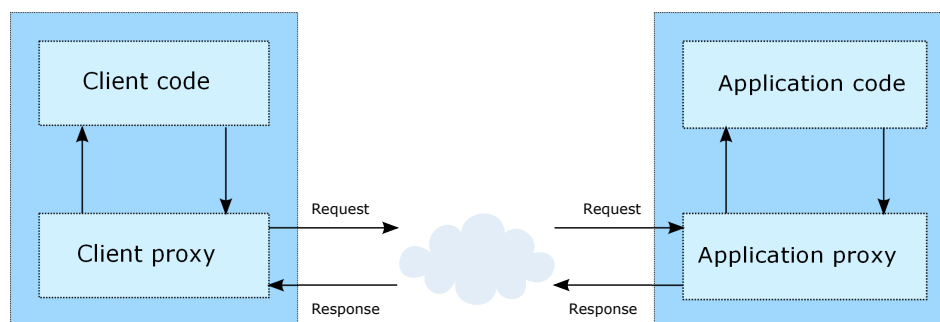 Client code
Application code
Request
Request
Client proxy
Application proxy
Response
Response